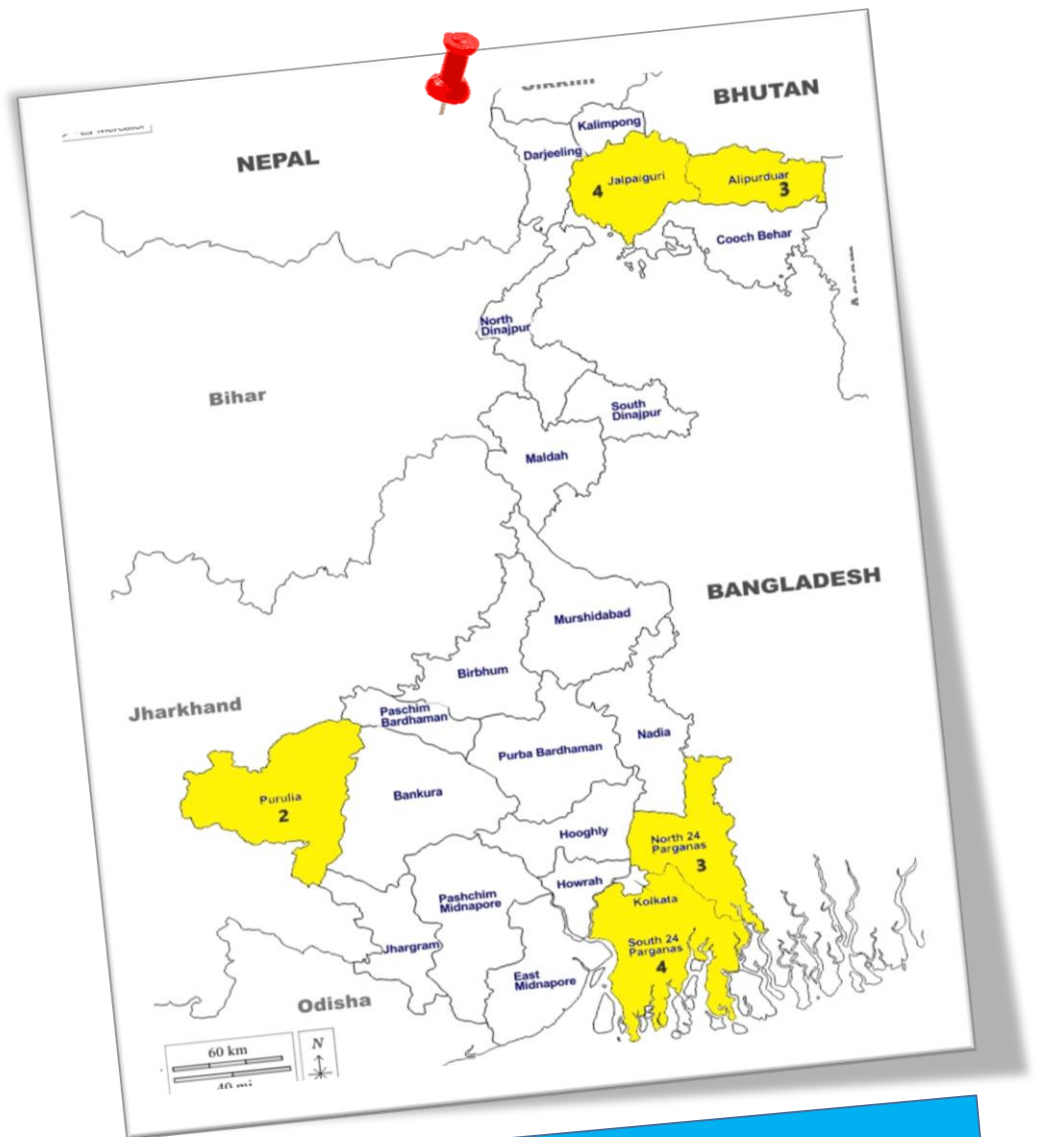 BHUTAN
Kalimpong
NEPAL
Darjeeling
4 Jalpaiguri
Alipurduar
3
Cooch Behar
North
Dinajpur
Bihar
South
Dinajpur
Maldah
BANGLADESH
Murshidabad
Birbhum
Jharkhand
Paschim
Bardhaman
Nadia
Purba Bardhaman
Purulia
2
Bankura
Hooghly
North 24
Parganas
3
Howrah
Pashchim
Midnapore
Kolkata
Jhargram
South 24
Parganas
4
East
Midnapore
Odisha
60 km
N
40 mi